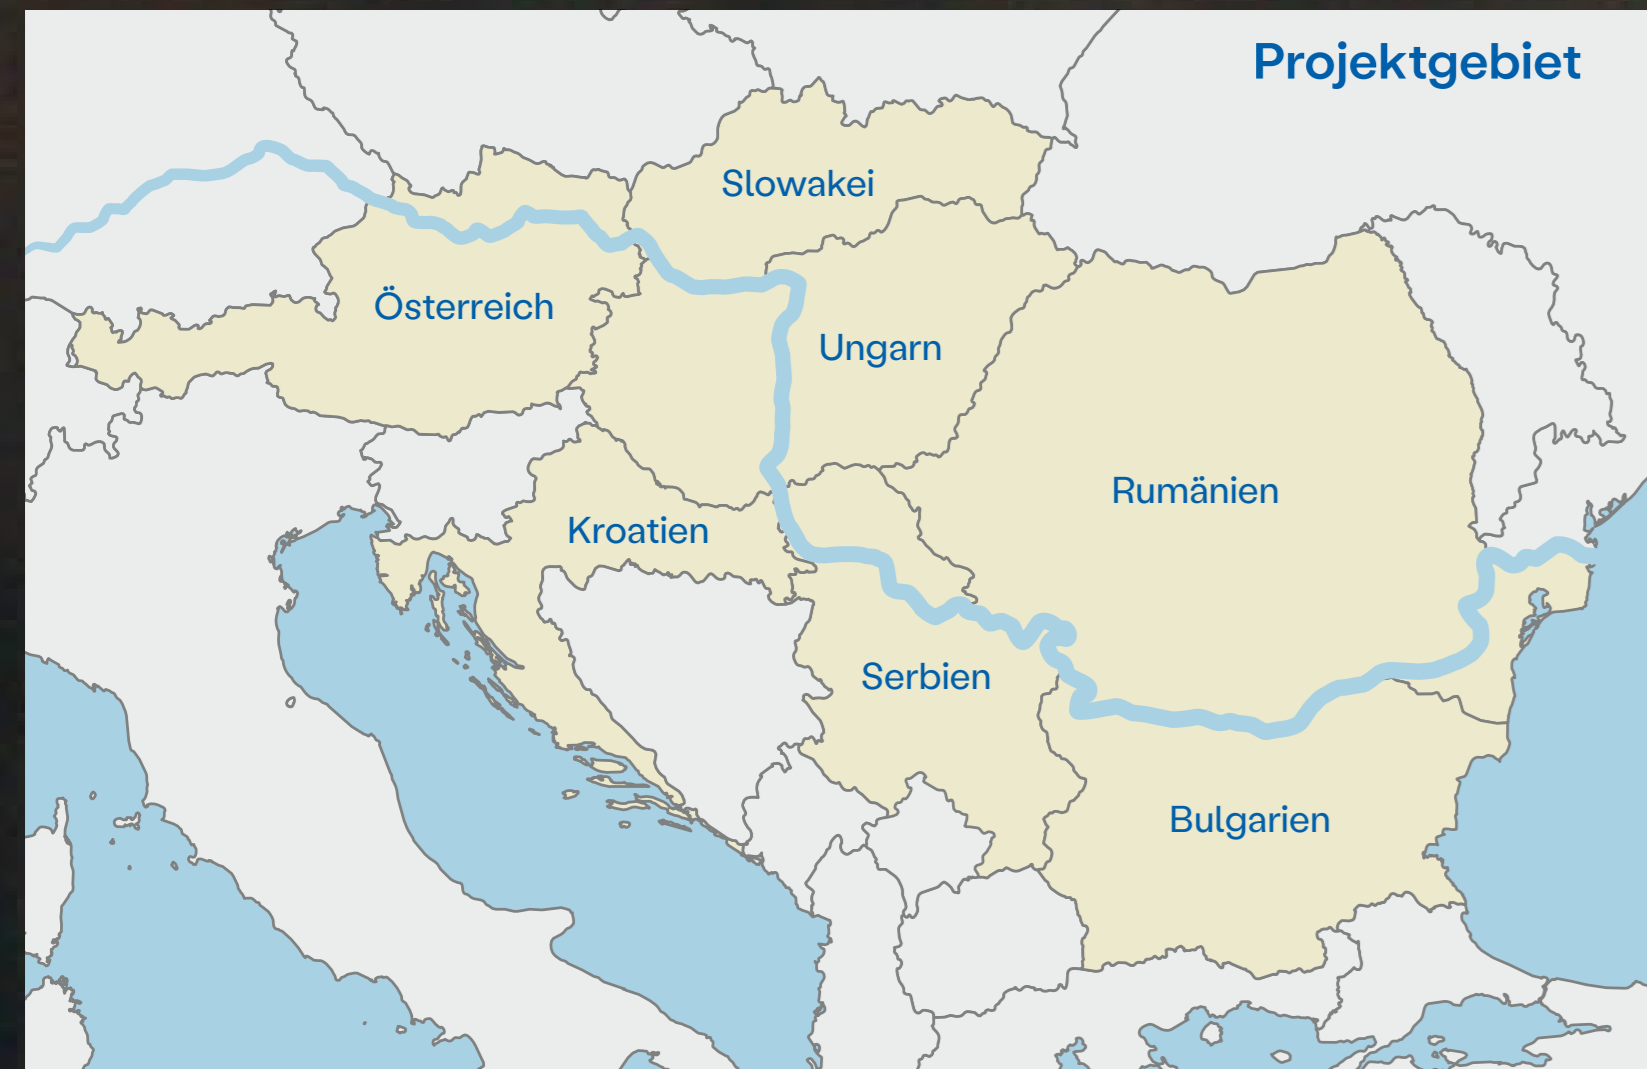 Projektgebiet
Slowakei
Österreich
Ungarn
Rumänien
Kroatien
Serbien
Bulgarien